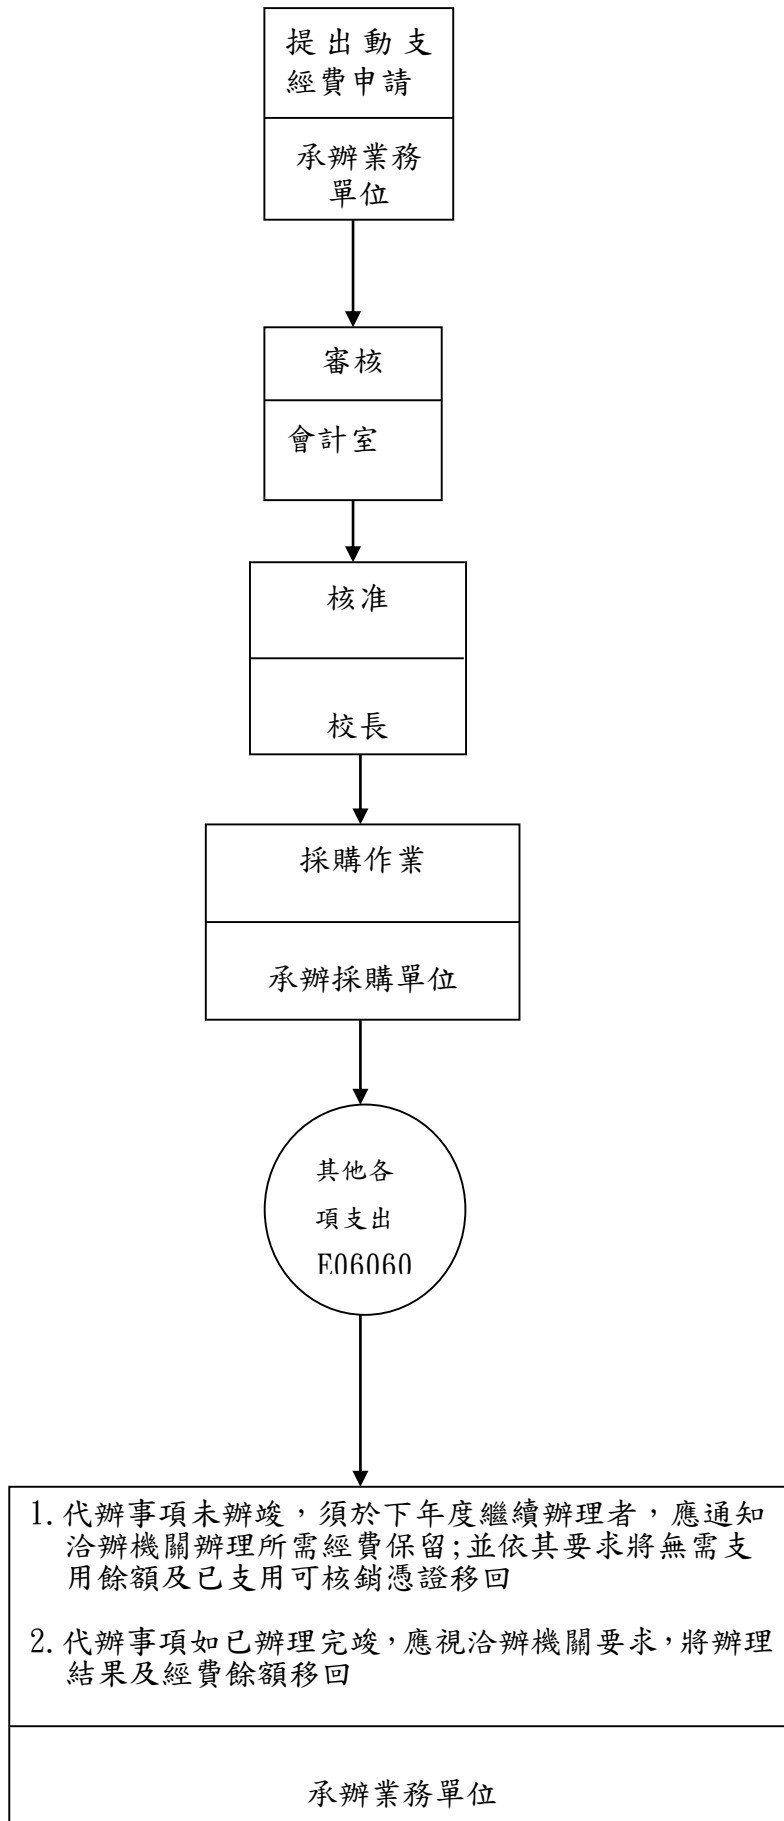 提出動支
經費申請
承辦業務
單位
審核
會計室
核准
校長
採購作業
承辦採購單位
其他各
項支出
E06060
1.代辦事項未辦竣，須於下年度繼續辦理者，應通知
洽辦機關辦理所需經費保留;並依其要求將無需支
用餘額及已支用可核銷憑證移回
2.代辦事項如已辦理完竣，應視洽辦機關要求，將辦理
結果及經費餘額移回
承辦業務單位